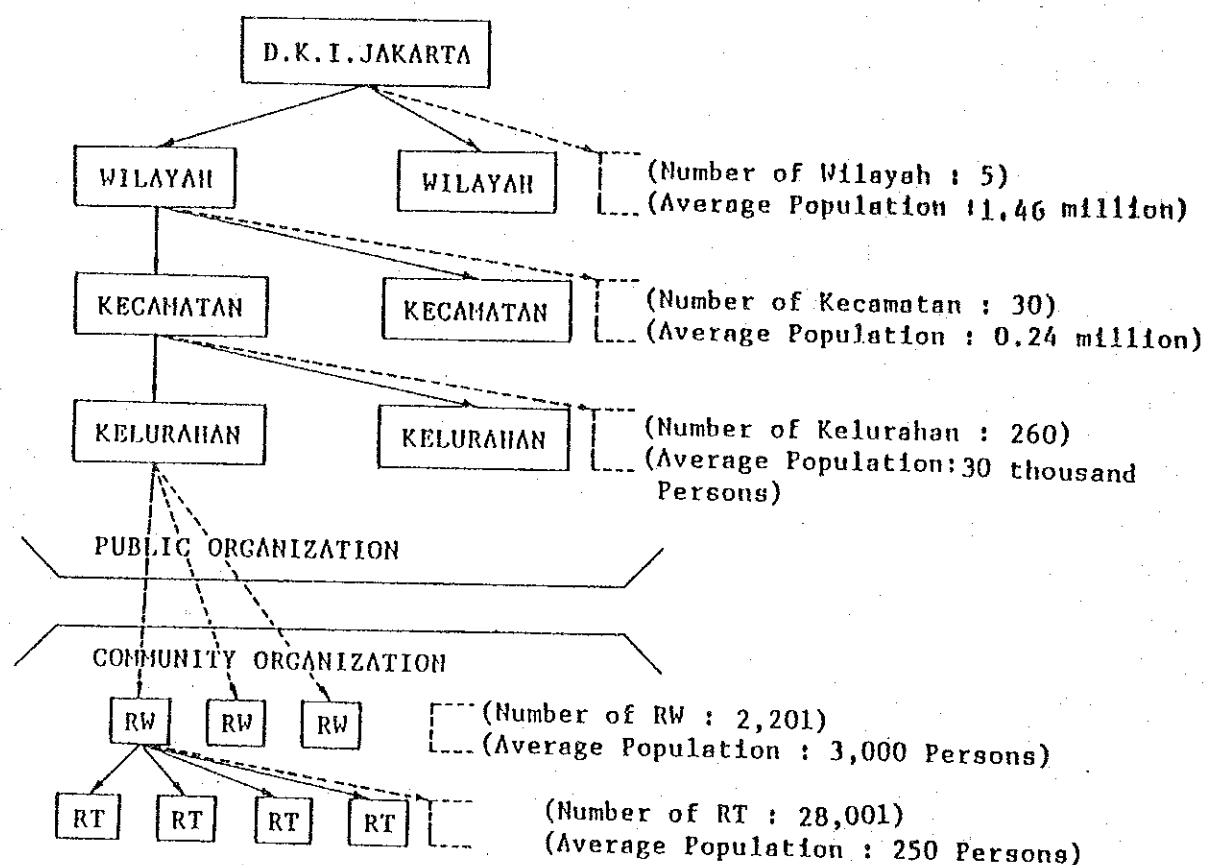 D.K.I.JAKARTA
WILAYAH
WILAYAH
(Number of Wilayah : 5)
(Average Population :1.46 million)
KECAMATAN
KECAMATAN
(Number of Kecamatan : 30)
(Average Population : 0.24 million)
KELURAHAN
KELURAHAN
(Number of Kelurahan : 260)
(Average Population:30 thousand
Persons)
PUBLIC ORGANIZATION
COMMUNITY ORGANIZATION
RW RW RW
(Number of RW : 2,201)
(Average Population : 3,000 Persons)
RT RT RT RT
(Number of RT : 28,001)
(Average Population : 250 Persons)